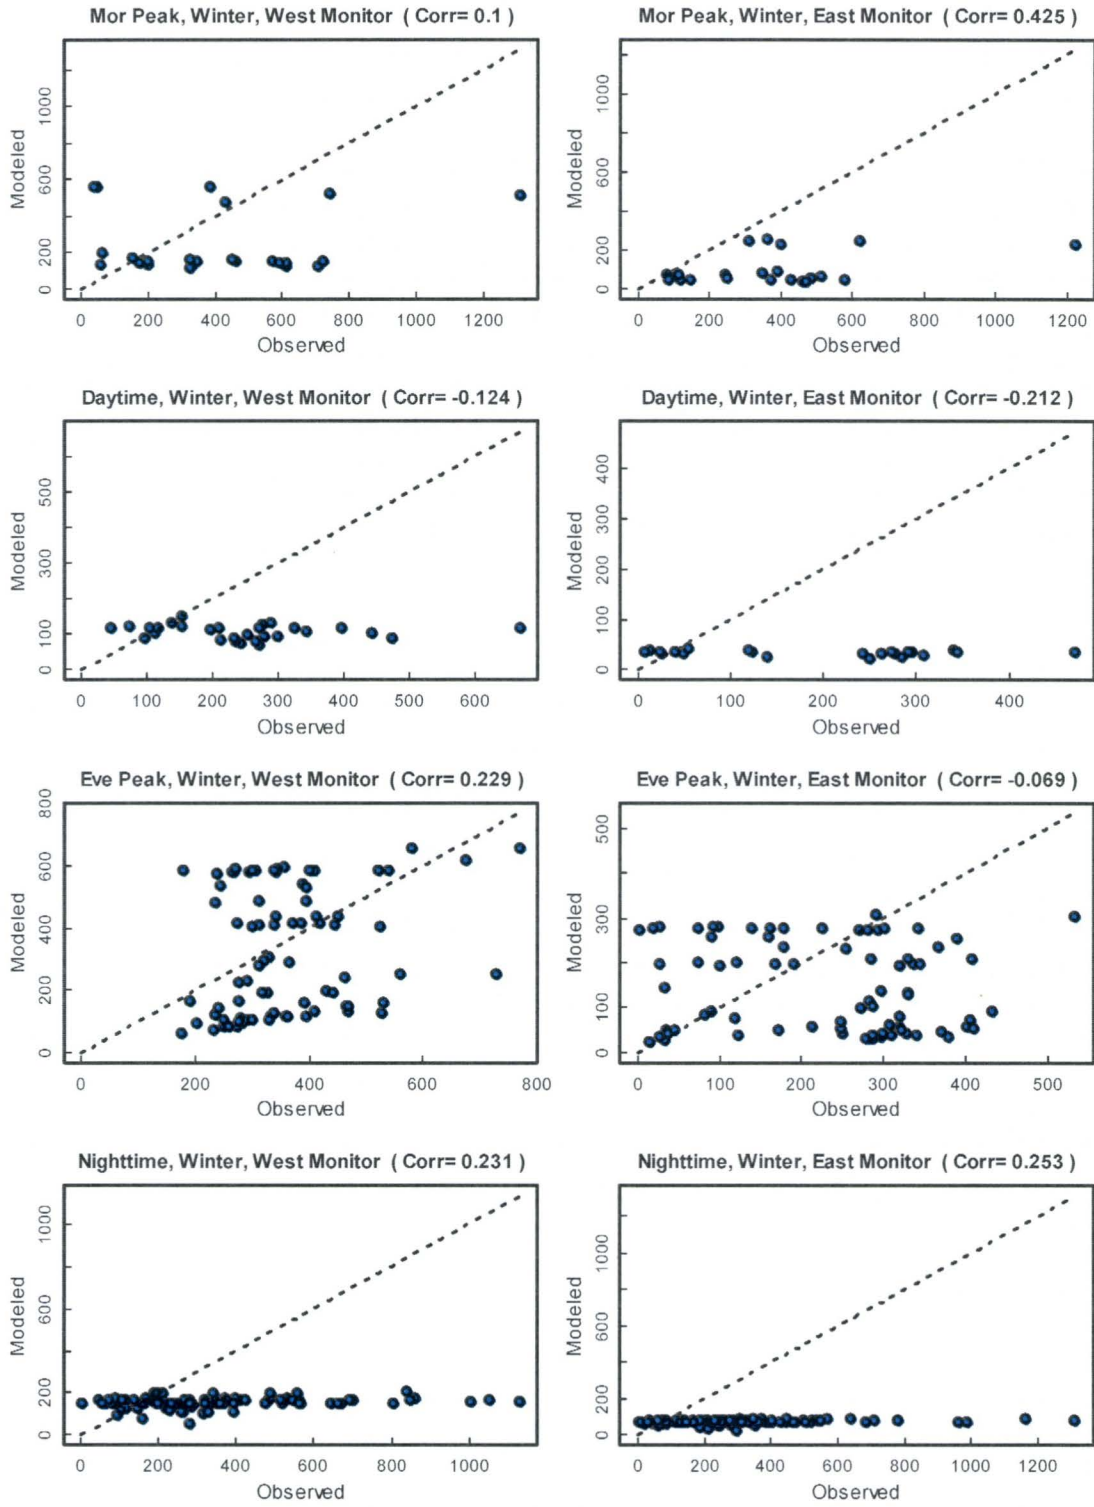 Mor Peak, Winter, West Monitor ( Corr= 0.1 )
Modeled
0 200 600 1000
0 200 400 600 800 1000 1200
Observed
Mor Peak, Winter, East Monitor ( Corr= 0.425 )
Modeled
0 200 600 1000
0 200 400 600 800 1000 1200
Observed
Daytime, Winter, West Monitor ( Corr= -0.124 )
Modeled
0 100 300 500
0 100 200 300 400 500 600
Observed
Daytime, Winter, East Monitor ( Corr= -0.212 )
Modeled
0 100 200 300 400
0 100 200 300 400
Observed
Eve Peak, Winter, West Monitor ( Corr= 0.229 )
Modeled
0 200 400 600 800
0 200 400 600 800
Observed
Eve Peak, Winter, East Monitor ( Corr= -0.069 )
Modeled
0 100 300 500
0 100 200 300 400 500
Observed
Nighttime, Winter, West Monitor ( Corr= 0.231 )
Modeled
0 200 600 1000
0 200 400 600 800 1000
Observed
Nighttime, Winter, East Monitor ( Corr= 0.253 )
Modeled
0 200 600 1000
0 200 400 600 800 1000 1200
Observed